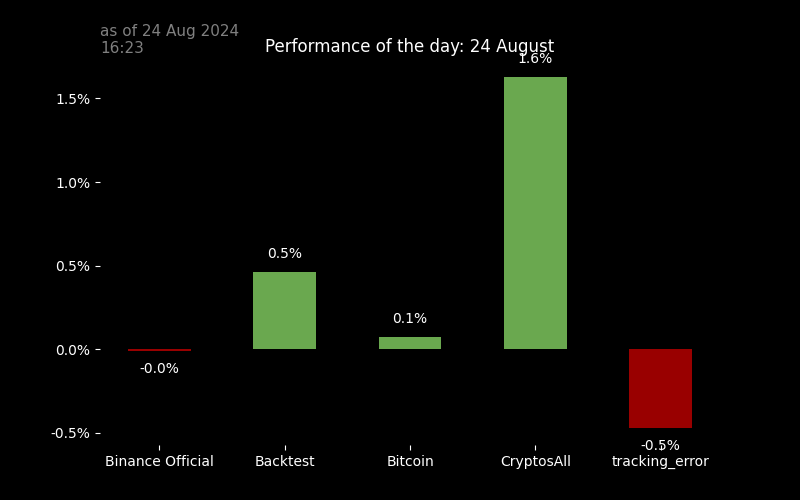 as of 24 Aug 2024
16:23
Performance of the day: 24 August
1.6%
1.5%
1.0%
0.5%
0.5%
0.1%
0.0%
-0.0%
-0.5%
-0.5%
Binance Official
Backtest
Bitcoin
CryptosAll
tracking_error